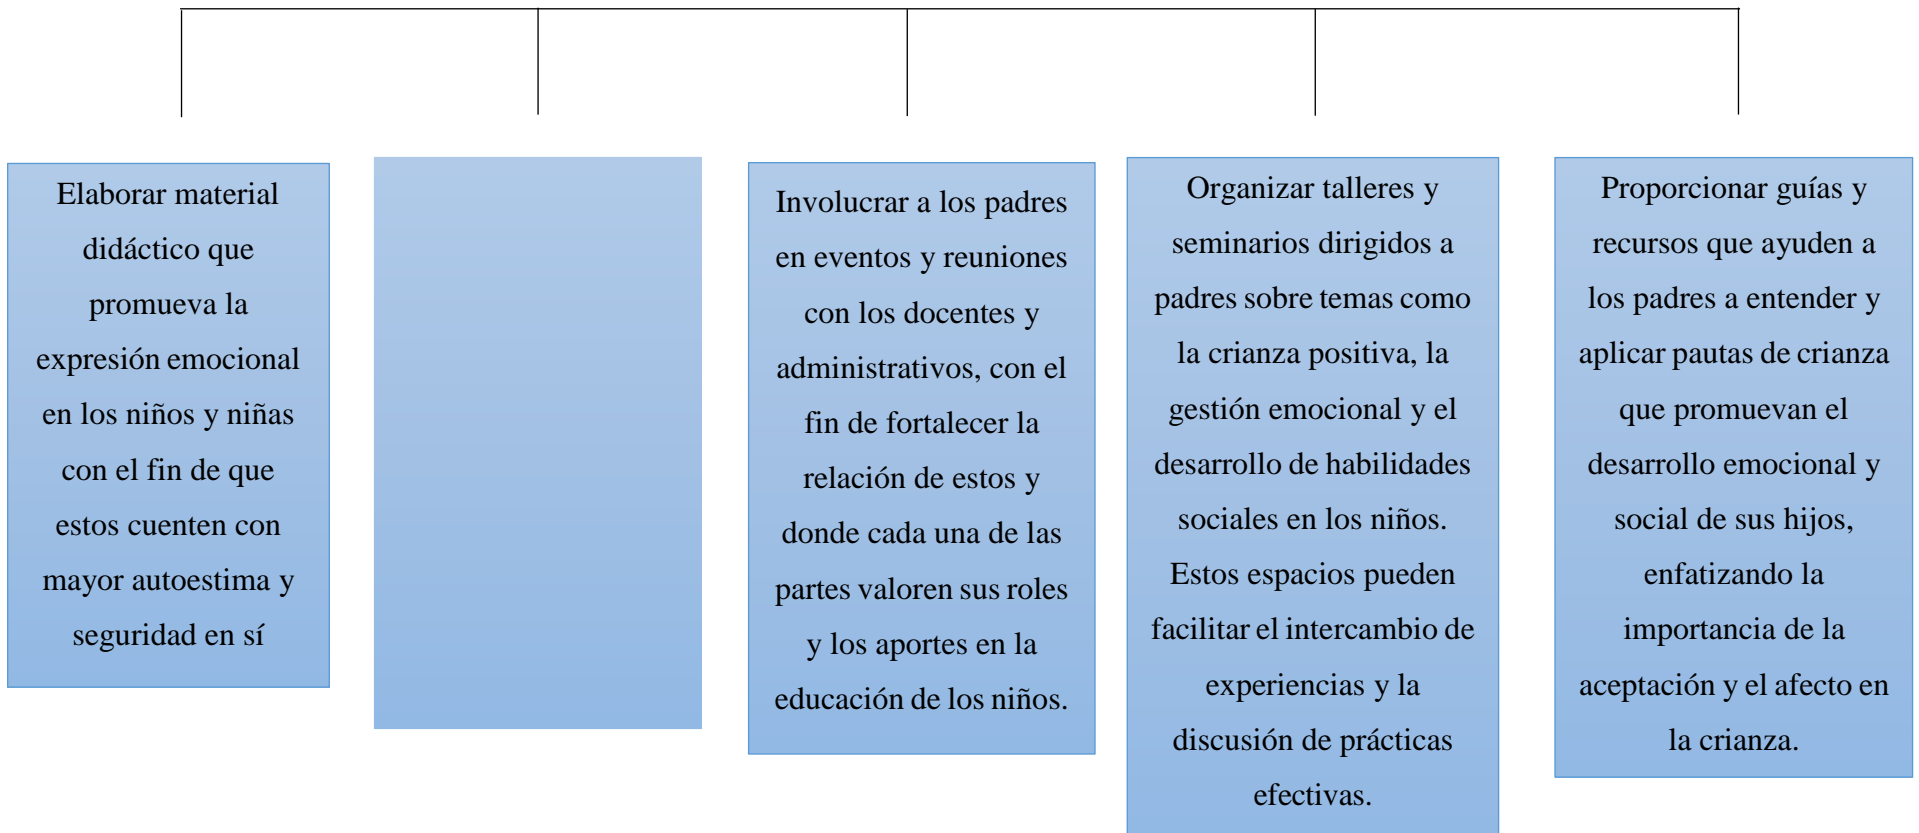 Elaborar material
didáctico que
promueva la
expresión emocional
en los niños y niñas
con el fin de que
estos cuenten con
mayor autoestima y
seguridad en sí
Involucrar a los padres
en eventos y reuniones
con los docentes y
administrativos, con el
fin de fortalecer la
relación de estos y
donde cada una de las
partes valoren sus roles
y los aportes en la
educación de los niños.
Organizar talleres y
seminarios dirigidos a
padres sobre temas como
la crianza positiva, la
gestión emocional y el
desarrollo de habilidades
sociales en los niños.
Estos espacios pueden
facilitar el intercambio de
experiencias y la
discusión de prácticas
efectivas.
Proporcionar guías y
recursos que ayuden a
los padres a entender y
aplicar pautas de crianza
que promuevan el
desarrollo emocional y
social de sus hijos,
enfatizando la
importancia de la
aceptación y el afecto en
la crianza.